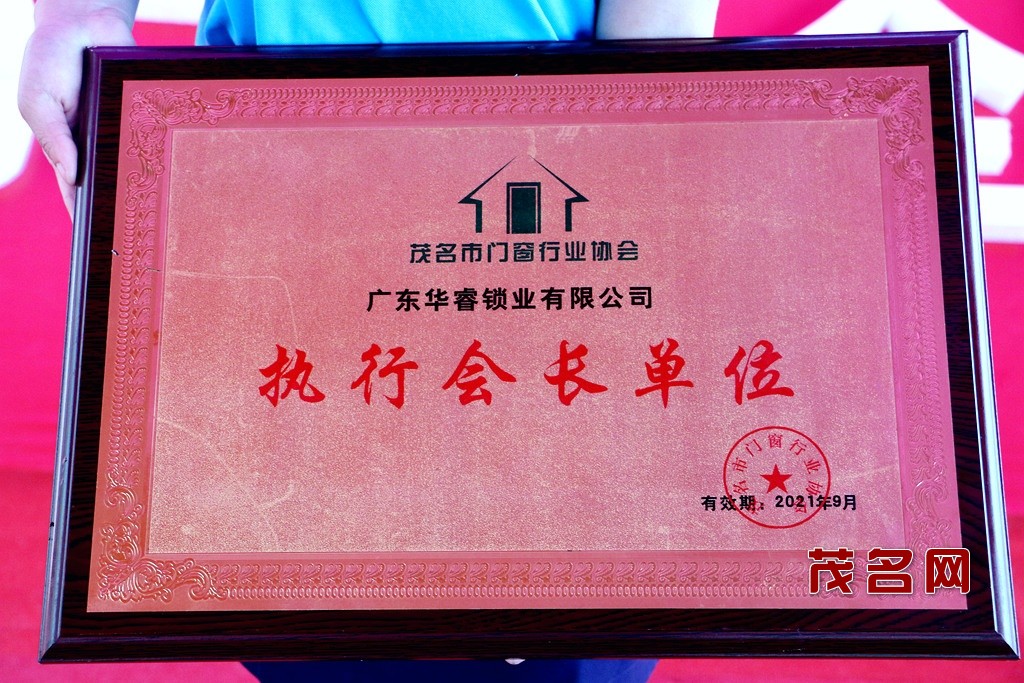 茂名市门窗行业协会
广东华睿锁业有限公司
执行会长单位
茂名市门窗行业协会
有效期：2021年9月
茂名网